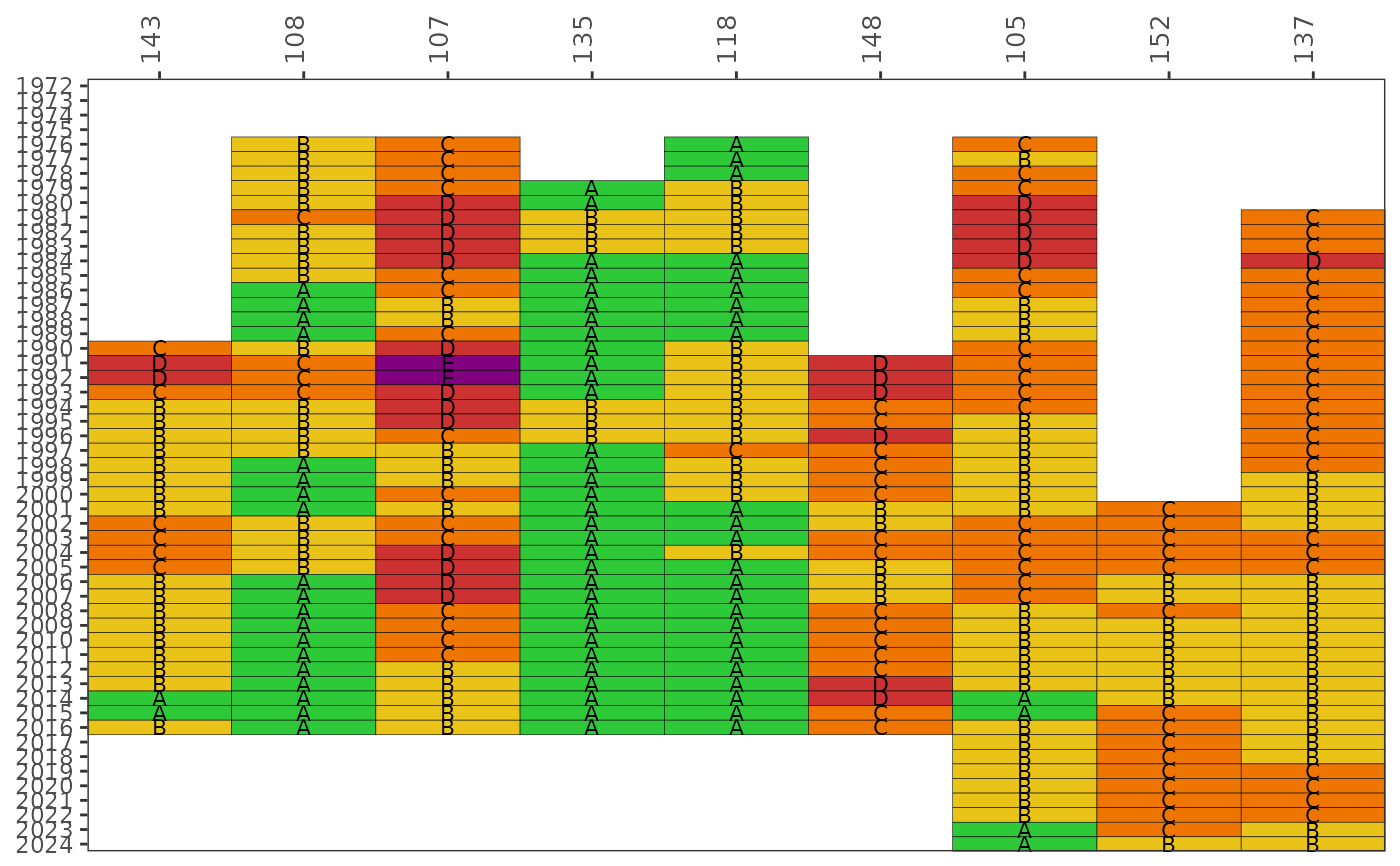 143 108 107 135 118 148 105 152 137
1972
1973
1974
1975
1976 B C A C
1977 B C A B
1978 B C A C
1979 B C A B C
1980 B D A B D
1981 C D B B D C
1982 B D B B D C
1983 B D B B D C
1984 B D A A D D
1985 B C A A C C
1986 A C A A C C
1987 A B A A B C
1988 A B A A B C
1989 A C A A B C
1990 C B D A B C C
1991 D C E A B D C C
1992 D C E A B D C C
1993 C C D A B D C C
1994 B B D B B C C C
1995 B B D B B C B C
1996 B B C B B D B C
1997 B B B A C C B C
1998 B A B A B C B C
1999 B A B A B C B B
2000 B A C A B C B B
2001 B A B A A B B C B
2002 C B C A A B C C B
2003 C B C A A C C C C
2004 C B D A B C C C C
2005 C B D A A B C C C
2006 B A D A A B C B B
2007 B A D A A B C B B
2008 B A C A A C B C B
2009 B A C A A C B B B
2010 B A C A A C B B B
2011 B A C A A C B B B
2012 B A B A A C B B B
2013 B A B A A D B B B
2014 A A B A A D A B B
2015 A A B A A C A C B
2016 B A B A A C B C B
2017 B C B
2018 B C B
2019 B C C
2020 B C C
2021 B C C
2022 B C C
2023 A C B
2024 A B B